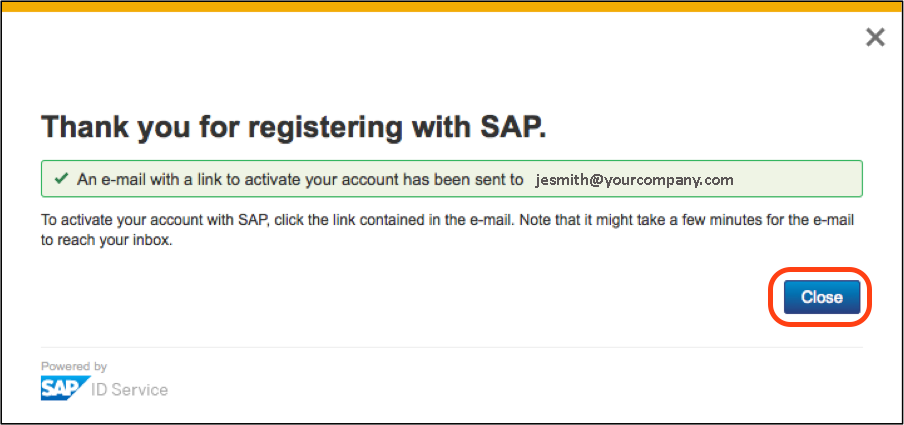 Thank you for registering with SAP.
An e-mail with a link to activate your account has been sent to jesmith@yourcompany.com
To activate your account with SAP, click the link contained in the e-mail. Note that it might take a few minutes for the e-mail
to reach your inbox.
Close
Powered by
SAP ID Service